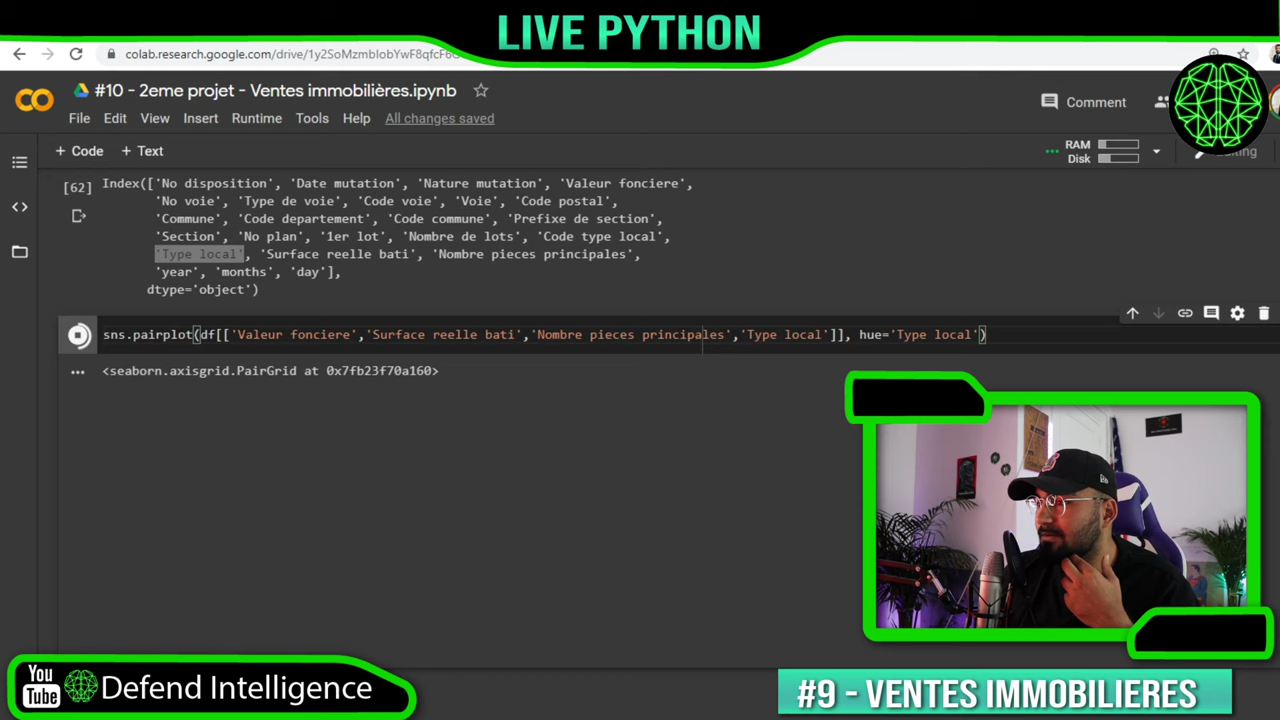 LIVE PYTHON
colab.research.google.com/drive/1y2SoMzmblobYwF8qfcF6
#10 - 2eme projet - Ventes immobilières.ipynb
Comment
File Edit View Insert Runtime Tools Help All changes saved
+ Code + Text
RAM
Disk
Editing
[62]
Index(['No disposition', 'Date mutation', 'Nature mutation', 'Valeur fonciere',
'No voie', 'Type de voie', 'Code voie', 'Voie', 'Code postal',
'Commune', 'Code departement', 'Code commune', 'Prefixe de section',
'Section', 'No plan', '1er lot', 'Nombre de lots', 'Code type local',
'Type local', 'Surface reelle bati', 'Nombre pieces principales',
'year', 'months', 'day'],
dtype='object')
sns.pairplot(df[['Valeur fonciere','Surface reelle bati','Nombre pieces principales','Type local']], hue='Type local')
<seaborn.axisgrid.PairGrid at 0x7fb23f70a160>
You
Tube
Defend Intelligence
#9 - VENTES IMMOBILIERES